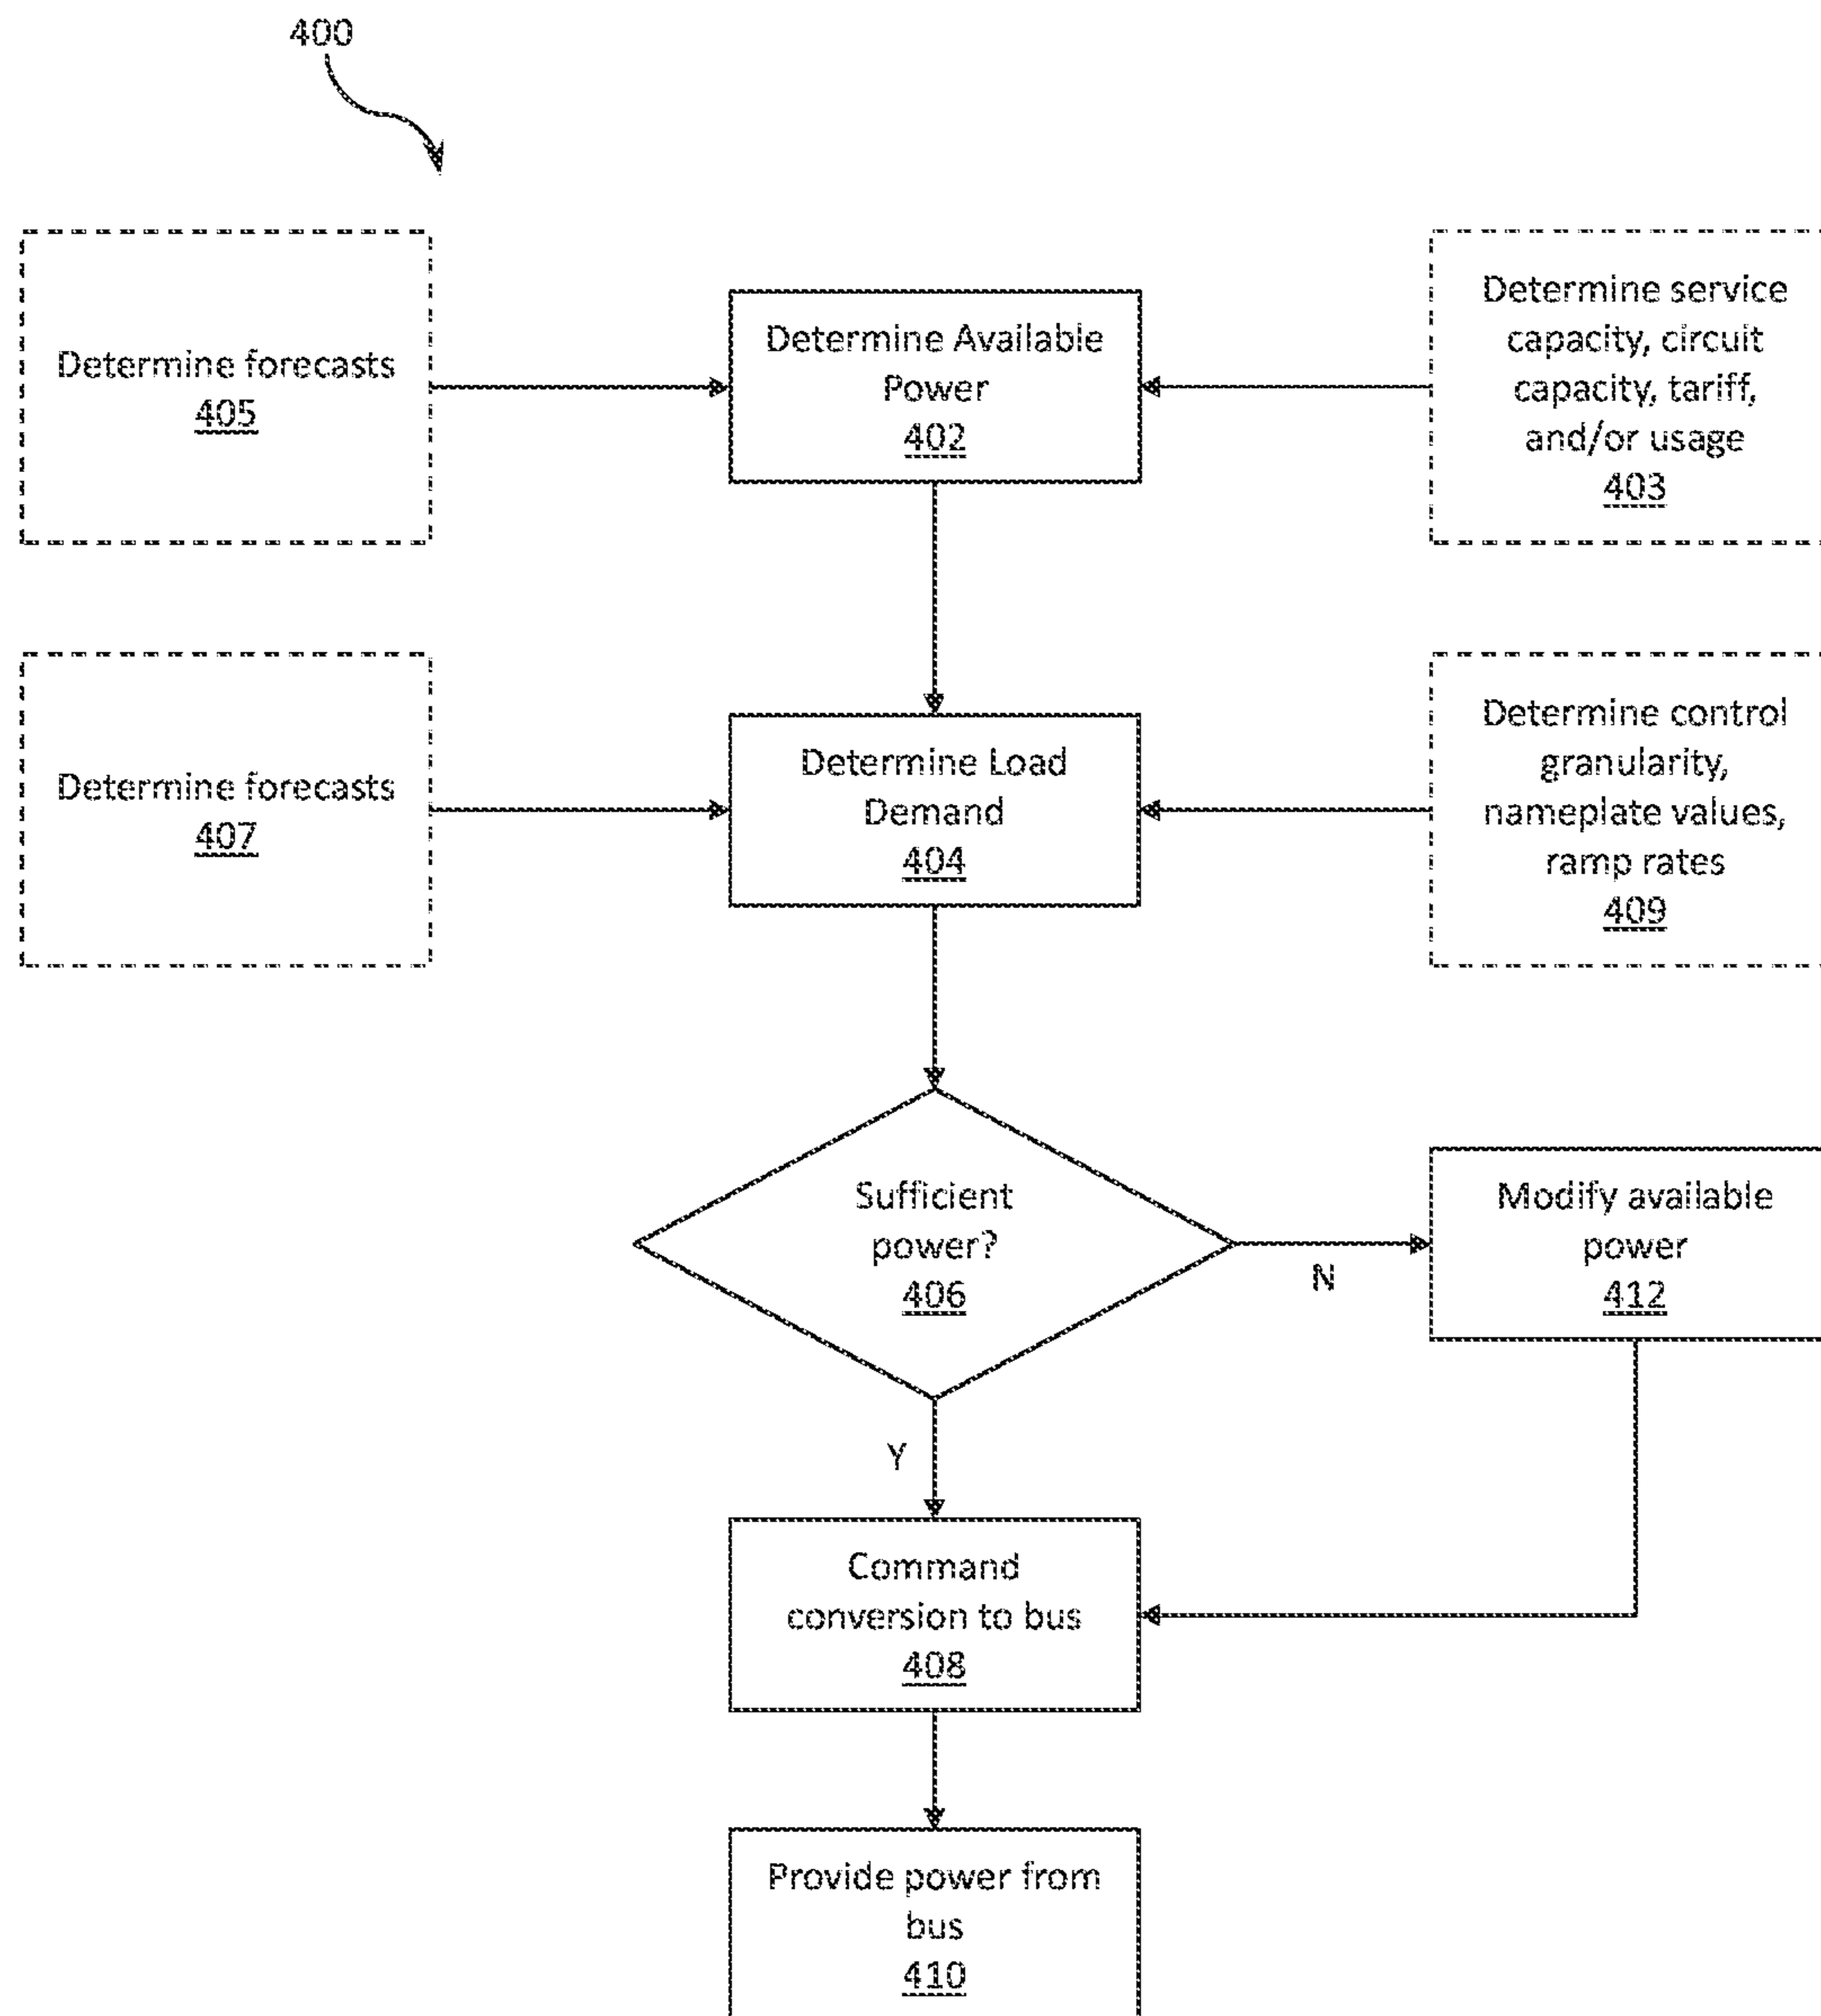 400
Determine forecasts
405
Determine Available
Power
402
Determine service
capacity, circuit
capacity, tariff,
and/or usage
403
Determine forecasts
407
Determine Load
Demand
404
Determine control
granularity,
nameplate values,
ramp rates
409
Sufficient
power?
406
N
Modify available
power
412
Y
Command
conversion to bus
408
Provide power from
bus
410